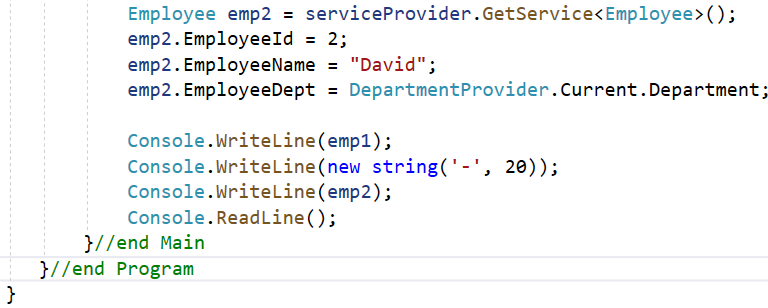 Employee emp2 = serviceProvider.GetService<Employee>();
emp2.EmployeeId = 2;
emp2.EmployeeName = "David";
emp2.EmployeeDept = DepartmentProvider.Current.Department;
Console.WriteLine(emp1);
Console.WriteLine(new string('-', 20));
Console.WriteLine(emp2);
Console.ReadLine();
}//end Main
}//end Program
}